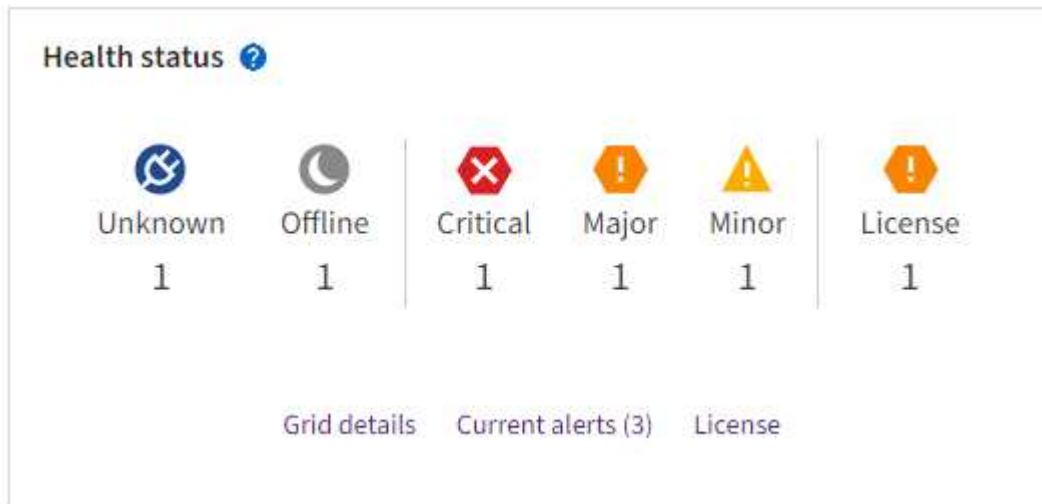 Health status ?
Unknown Offline Critical Major Minor License
1 1 1 1 1 1
Grid details Current alerts (3) License